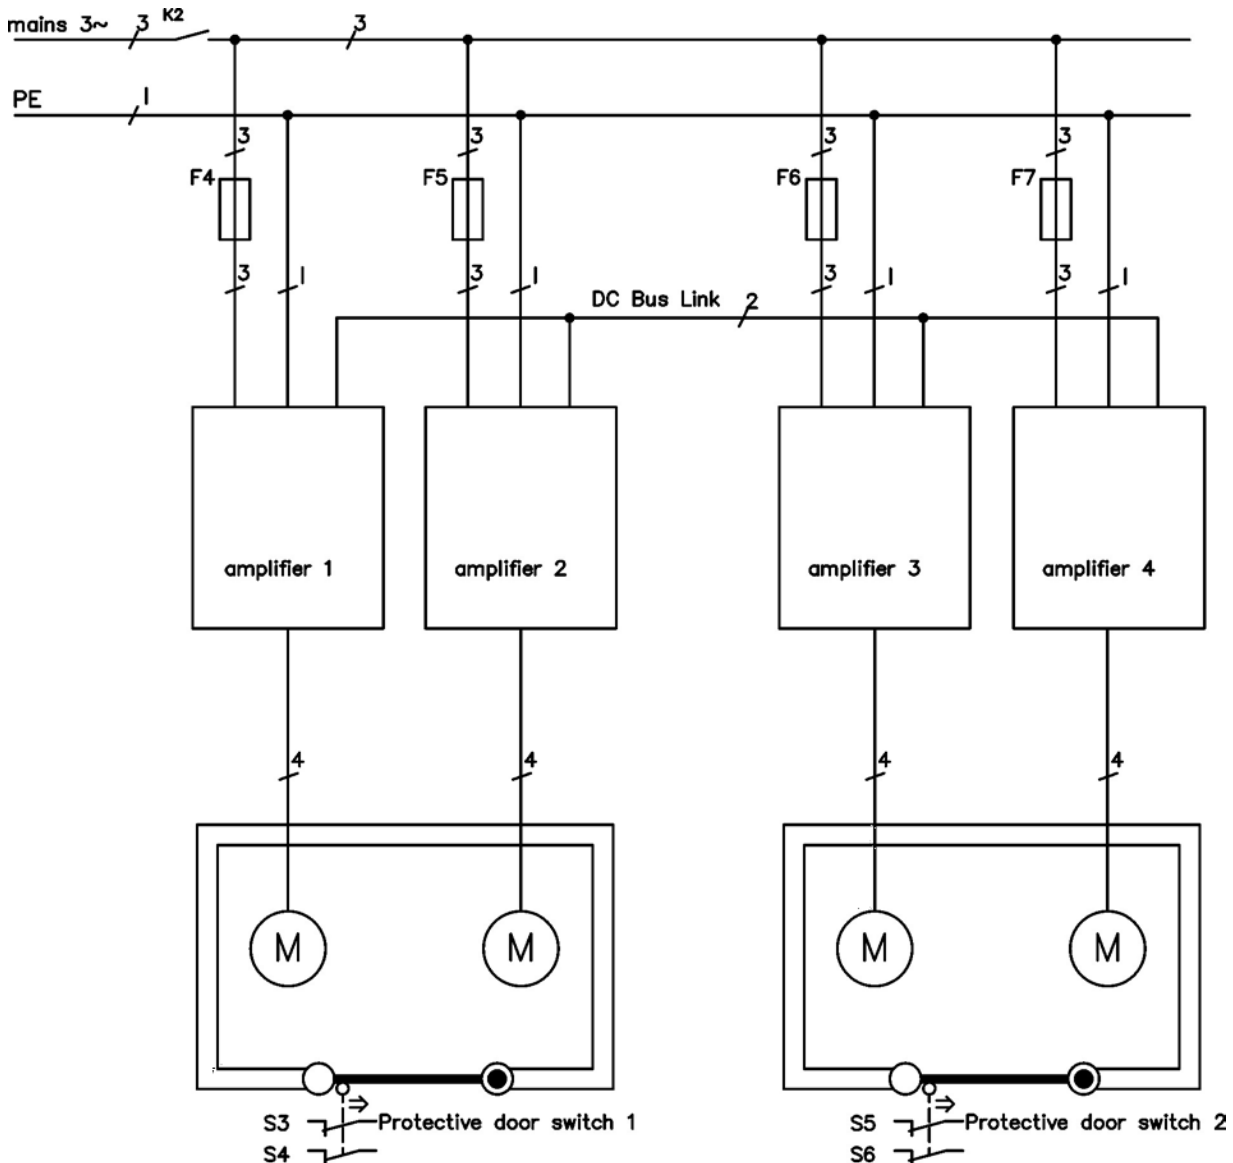 mains 3~ 3 K2 3
PE 1
3 3 3 3
F4 F5 F6 F7
3 1 3 1 3 1 3 1
DC Bus Link 2
amplifier 1 amplifier 2 amplifier 3 amplifier 4
4 4 4 4
M M M M
S3 Protective door switch 1 S5 Protective door switch 2
S4 S6